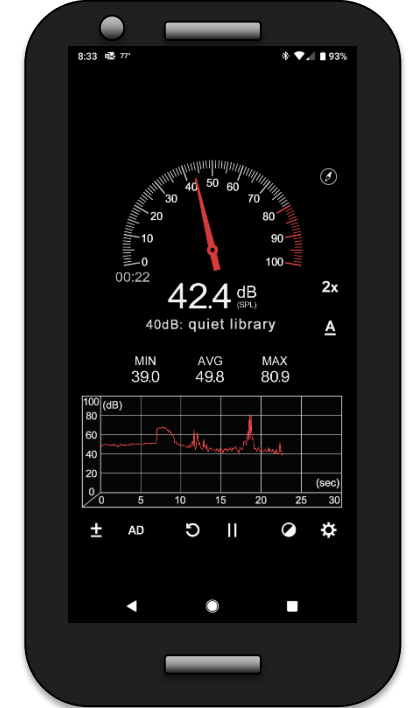 8:33 77° 93%
0 10 20 30 40 50 60 70 80 90 100
00:22
42.4 dB
(SPL)
2x
40dB: quiet library
A
MIN AVG MAX
39.0 49.8 80.9
100 (dB)
80
60
40
20
0
(sec)
0 5 10 15 20 25 30
± AD